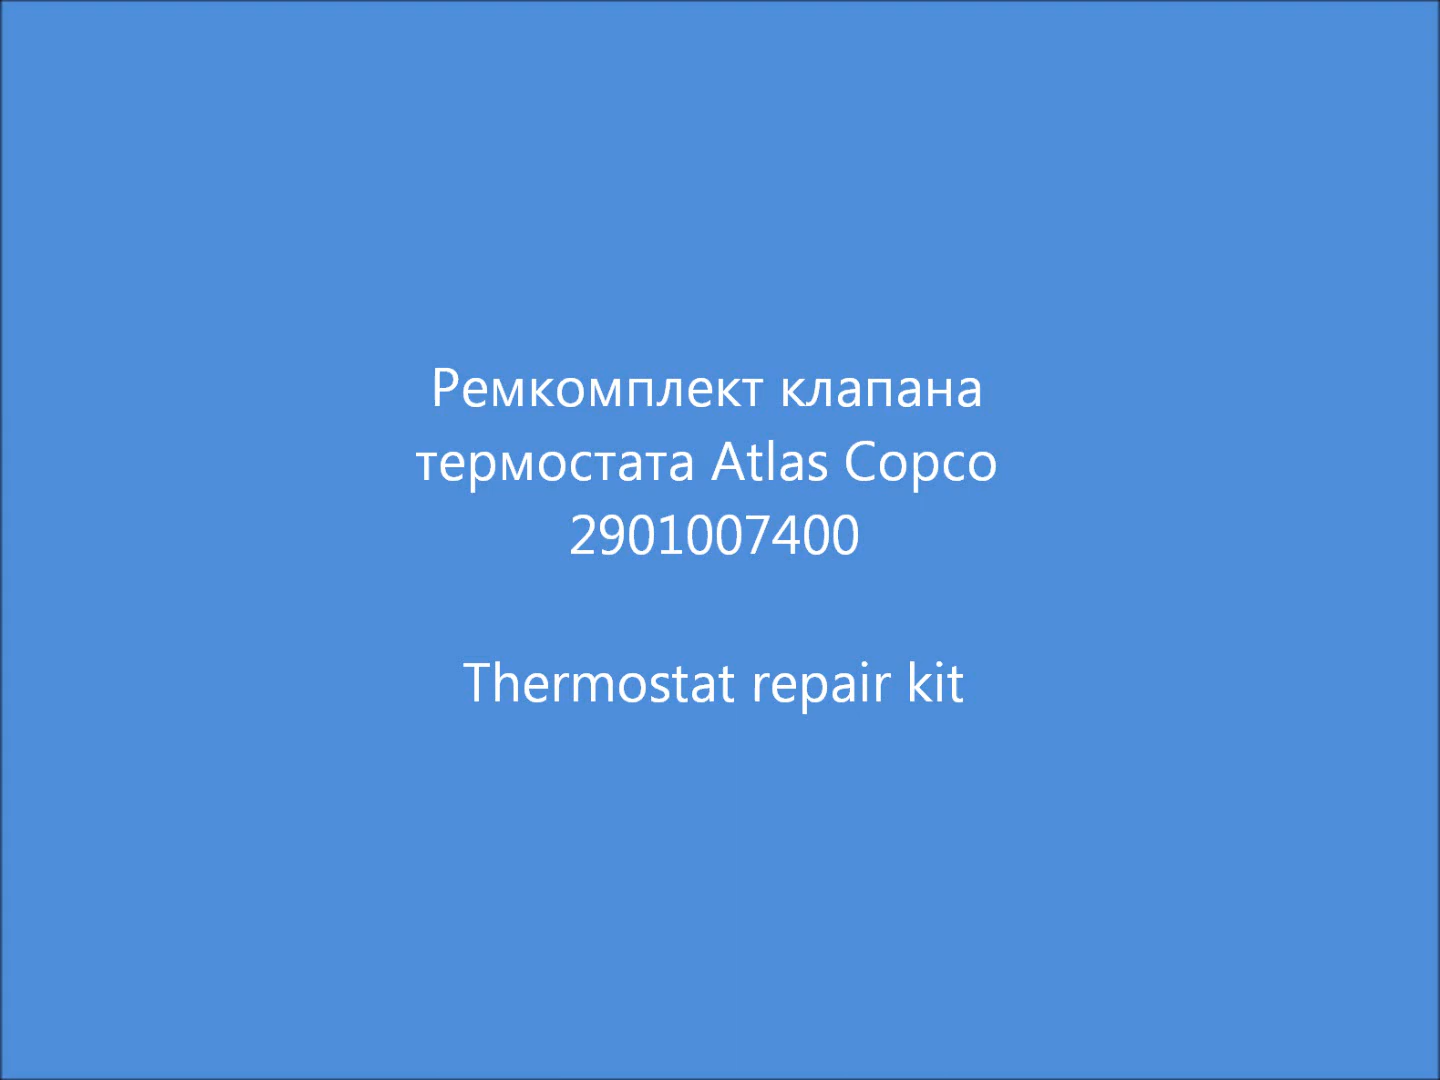 Ремкомплект клапана
термостата Atlas Copco
2901007400
Thermostat repair kit